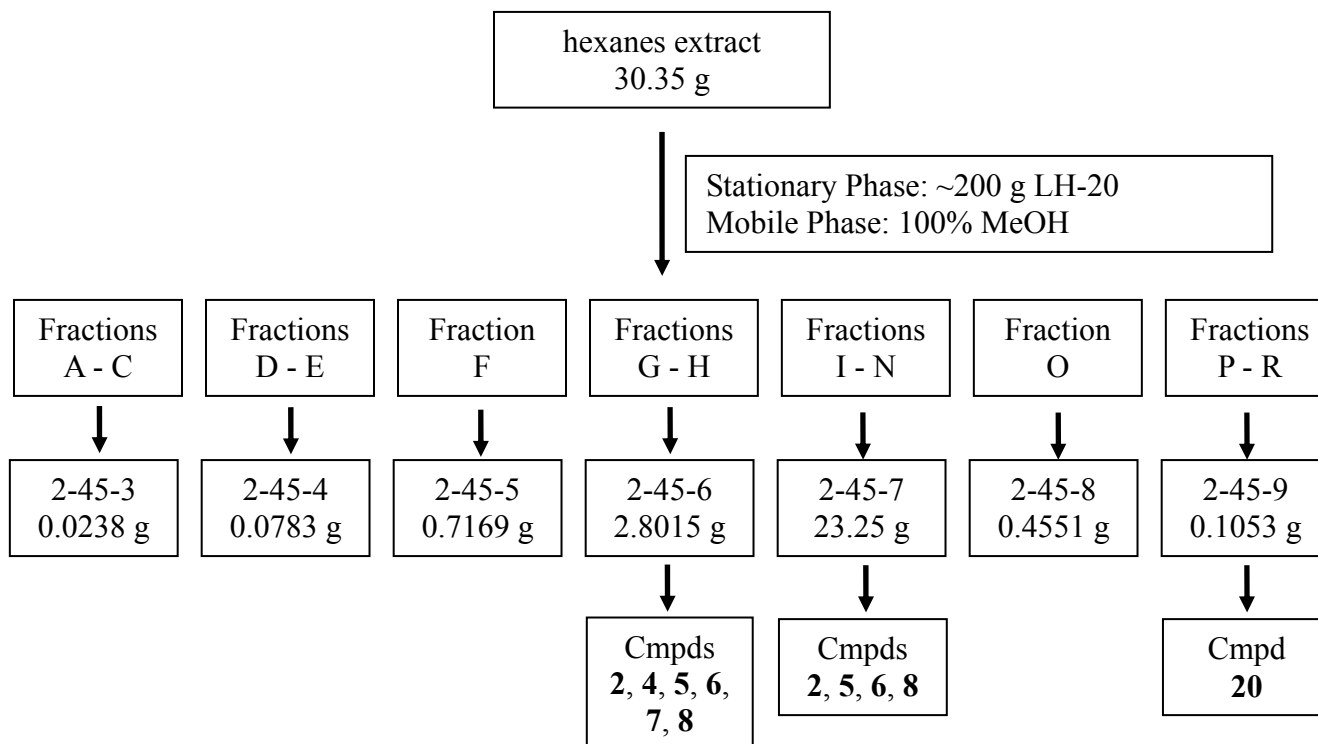 hexanes extract
30.35 g
Stationary Phase: ~200 g LH-20
Mobile Phase: 100% MeOH
Fractions
A - C
Fractions
D - E
Fraction
F
Fractions
G - H
Fractions
I - N
Fraction
O
Fractions
P - R
2-45-3
0.0238 g
2-45-4
0.0783 g
2-45-5
0.7169 g
2-45-6
2.8015 g
2-45-7
23.25 g
2-45-8
0.4551 g
2-45-9
0.1053 g
Cmpds
2, 4, 5, 6,
7, 8
Cmpds
2, 5, 6, 8
Cmpd
20